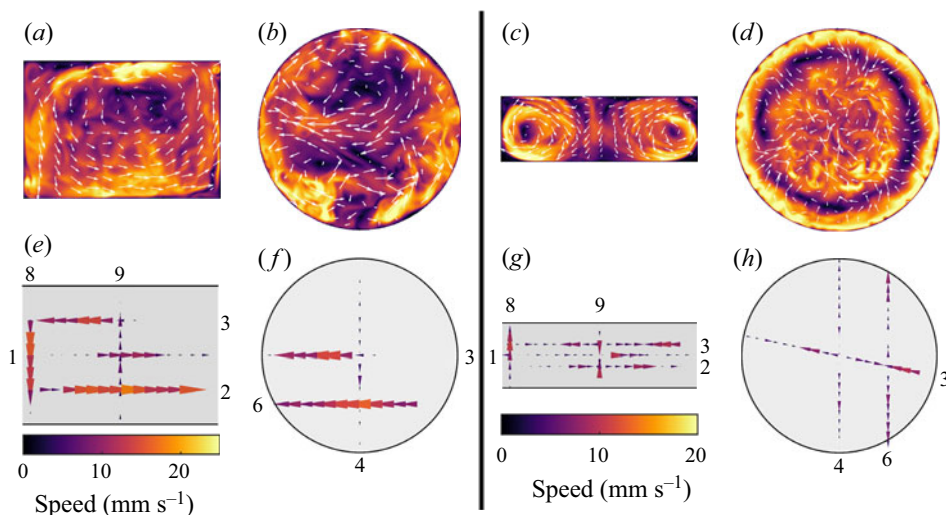 (a) (b) (c) (d)
(e) (f) (g) (h)
8 9 8 9
1 3 3 1 3 3
2 6 2
4 4 6
0 10 20 0 10 20
Speed (mm s⁻¹) Speed (mm s⁻¹)